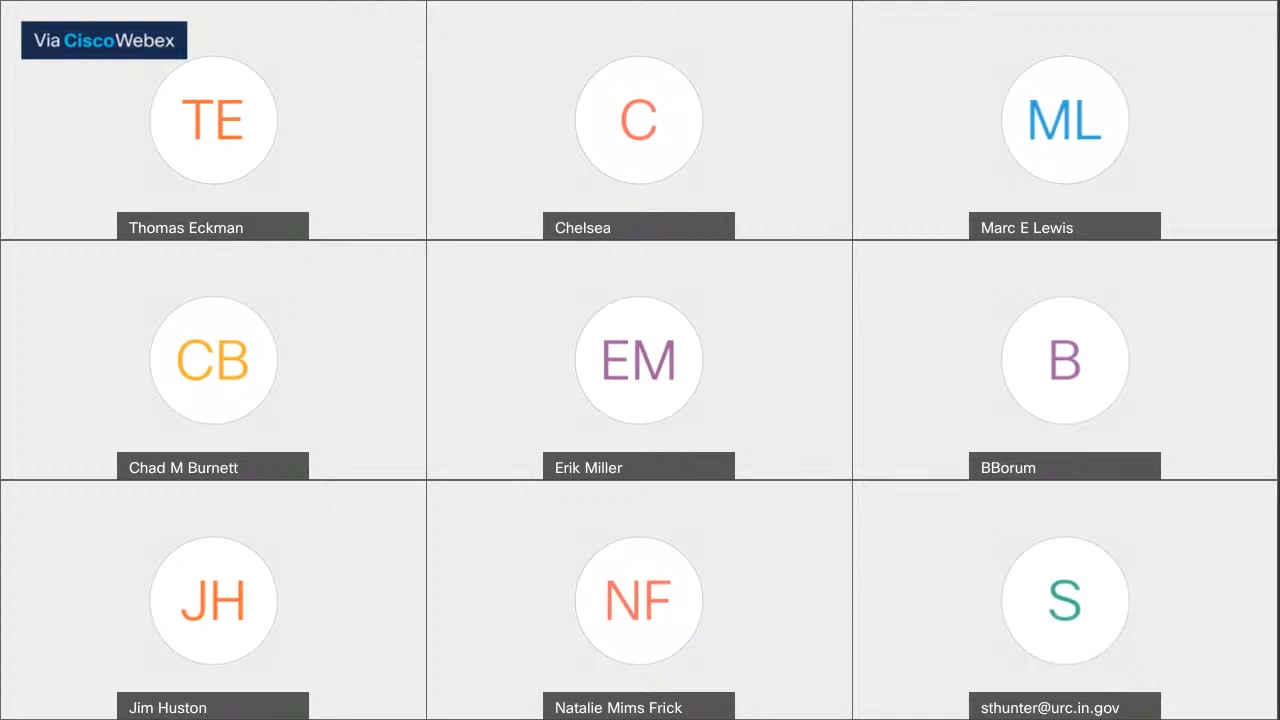 Via CiscoWebex
TE
C
ML
Thomas Eckman
Chelsea
Marc E Lewis
CB
EM
B
Chad M Burnett
Erik Miller
BBorum
JH
NF
S
Jim Huston
Natalie Mims Frick
sthunter@urc.in.gov